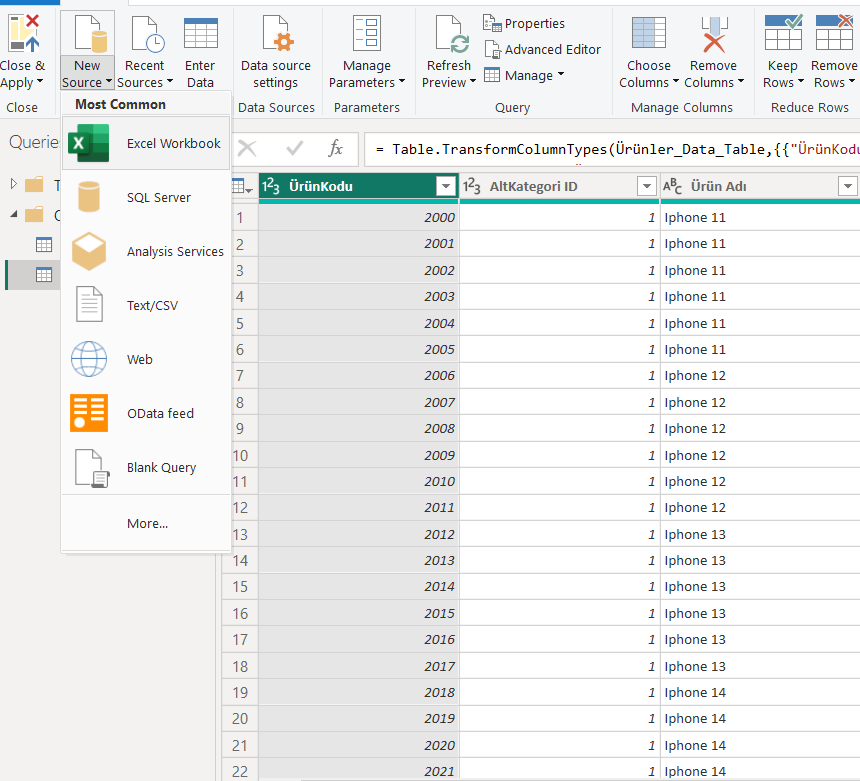 Close &
Apply
New
Source
Recent
Sources
Enter
Data
Data source
settings
Manage
Parameters
Refresh
Preview
Properties
Advanced Editor
Manage
Choose
Columns
Remove
Columns
Keep
Rows
Remove
Rows
Close
Data Sources
Parameters
Query
Manage Columns
Reduce Rows
Most Common
Excel Workbook
SQL Server
Analysis Services
Text/CSV
Web
OData feed
Blank Query
More...
Querie
T
fx
= Table.TransformColumnTypes(Ürünler_Data_Table,{{"ÜrünKodu
123 ÜrünKodu 123 AltKategori ID ABC Ürün Adı
1 2000 1 Iphone 11
2 2001 1 Iphone 11
3 2002 1 Iphone 11
4 2003 1 Iphone 11
5 2004 1 Iphone 11
6 2005 1 Iphone 11
7 2006 1 Iphone 12
8 2007 1 Iphone 12
9 2008 1 Iphone 12
10 2009 1 Iphone 12
11 2010 1 Iphone 12
12 2011 1 Iphone 12
13 2012 1 Iphone 13
14 2013 1 Iphone 13
15 2014 1 Iphone 13
16 2015 1 Iphone 13
17 2016 1 Iphone 13
18 2017 1 Iphone 13
19 2018 1 Iphone 14
20 2019 1 Iphone 14
21 2020 1 Iphone 14
22 2021 1 Iphone 14